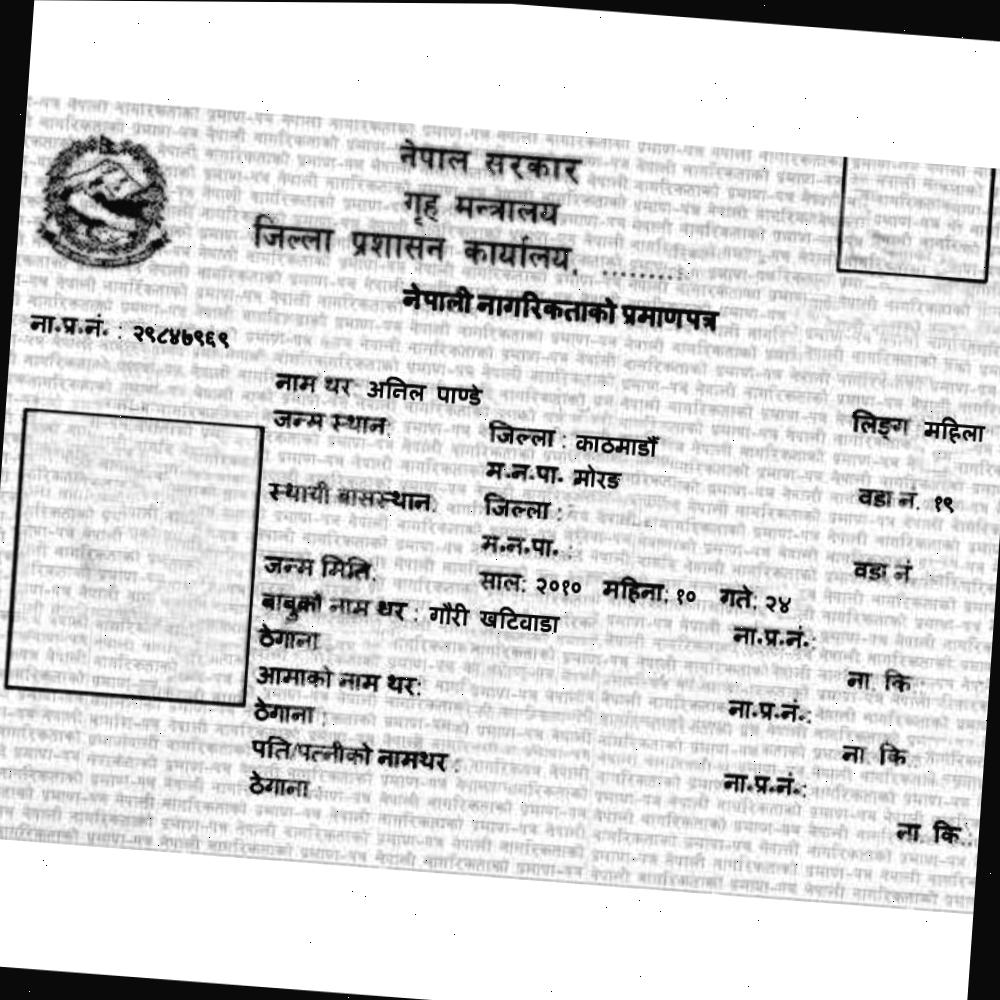 नेपाल सरकार
गृह मन्त्रालय
जिल्ला प्रशासन कार्यालय, ..........
नेपाली नागरिकताको प्रमाणपत्र
ना.प्र.नं. : २९८४७९६९
नाम थर: अनिल पाण्डे
लिङ्ग महिला
जन्म स्थान: जिल्ला : काठमाडौं
म.न.पा. मोरङ वडा नं. १९
स्थायी बासस्थान: जिल्ला :
म.न.पा. : वडा नं.
जन्म मिति: साल: २०१० महिना: १० गते: २४
बाबुको नाम थर : गौरी खटिवाडा ना.प्र.नं.:
ठेगाना ना. कि.:
आमाको नाम थर: ना.प्र.नं.:
ठेगाना : ना. कि.:
पति/पत्नीको नामथर : ना.प्र.नं.:
ठेगाना : ना. कि.: